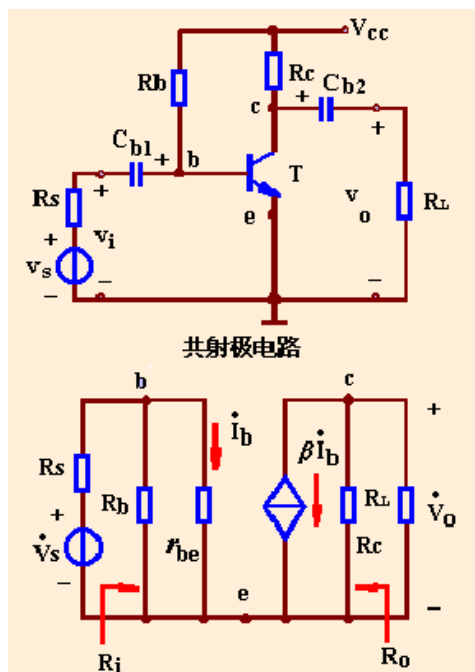 Vcc
Rb
Rc
+ Cb2
c
+
Cb1 +
b
T
+
Rs
e
vo
RL
+ vi
vs
− − −
共射极电路
b
c
İb
βİb
+
Rs
Rb
rbe
RL
V̇o
+
V̇s
Rc
−
e
−
Ri
Ro